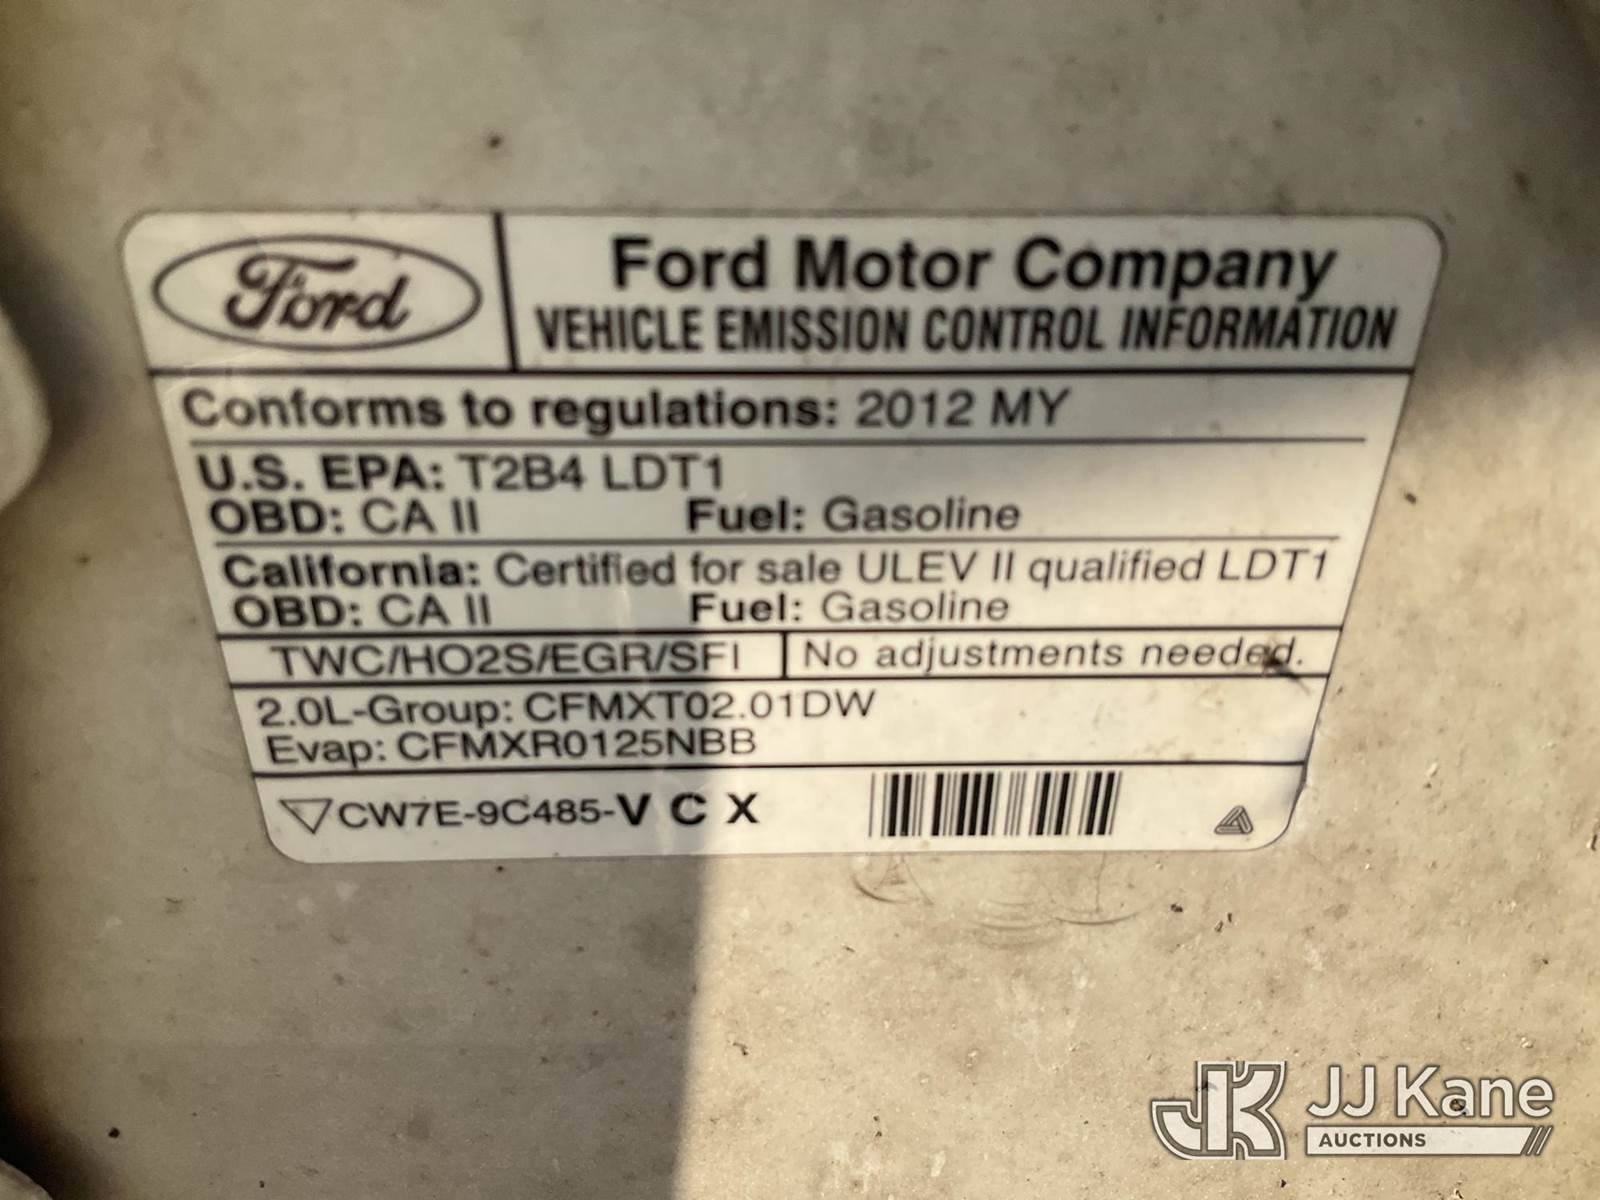 Ford
Ford Motor Company
VEHICLE EMISSION CONTROL INFORMATION
Conforms to regulations: 2012 MY
U.S. EPA: T2B4 LDT1
OBD: CA II Fuel: Gasoline
California: Certified for sale ULEV II qualified LDT1
OBD: CA II Fuel: Gasoline
TWC/HO2S/EGR/SFI No adjustments needed.
2.0L-Group: CFMXT02.01DW
Evap: CFMXR0125NBB
CW7E-9C485-V C X
JK JJ Kane
AUCTIONS